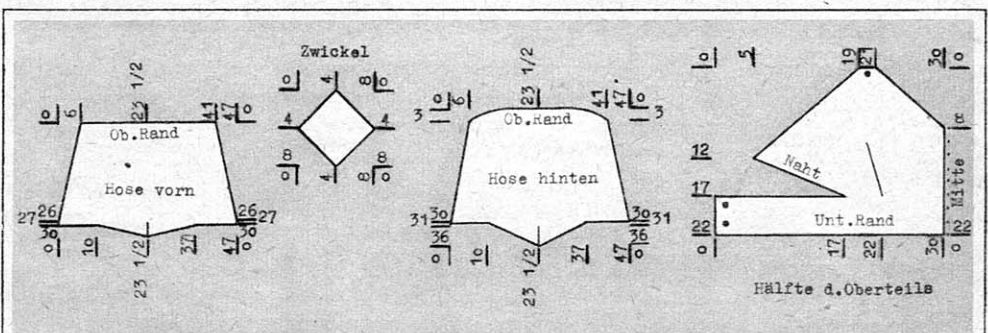 Zwickel
0 6 23 1/2 41 47 0
Ob.Rand
Hose vorn
27 26 30 0 10 23 1/2 37 47 0 30 26 27
0 4 8 0
4 4
8 0 4 8 0
3 0 6 23 1/2 41 47 0 3
Ob.Rand
Hose hinten
31 30 36 0 10 23 1/2 37 47 0 36 30 31
0 5 19 21 30 0
8
12
Naht
Mitte
17
Unt.Rand
22 0 17 22 30 0 22
Hälfte d.Oberteils